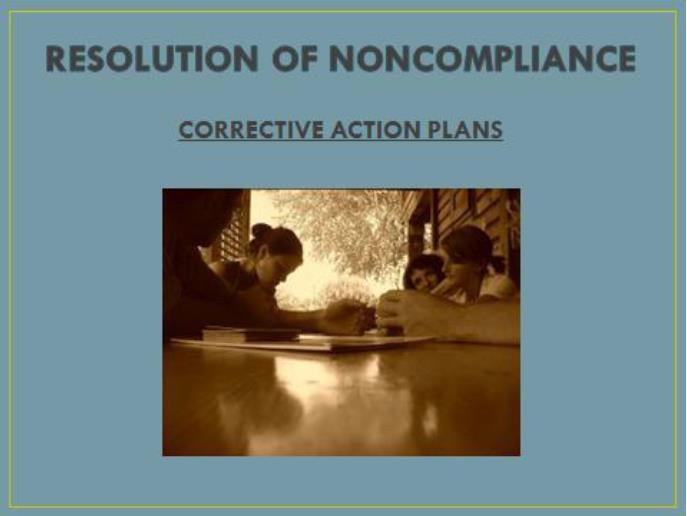 RESOLUTION OF NONCOMPLIANCE
CORRECTIVE ACTION PLANS